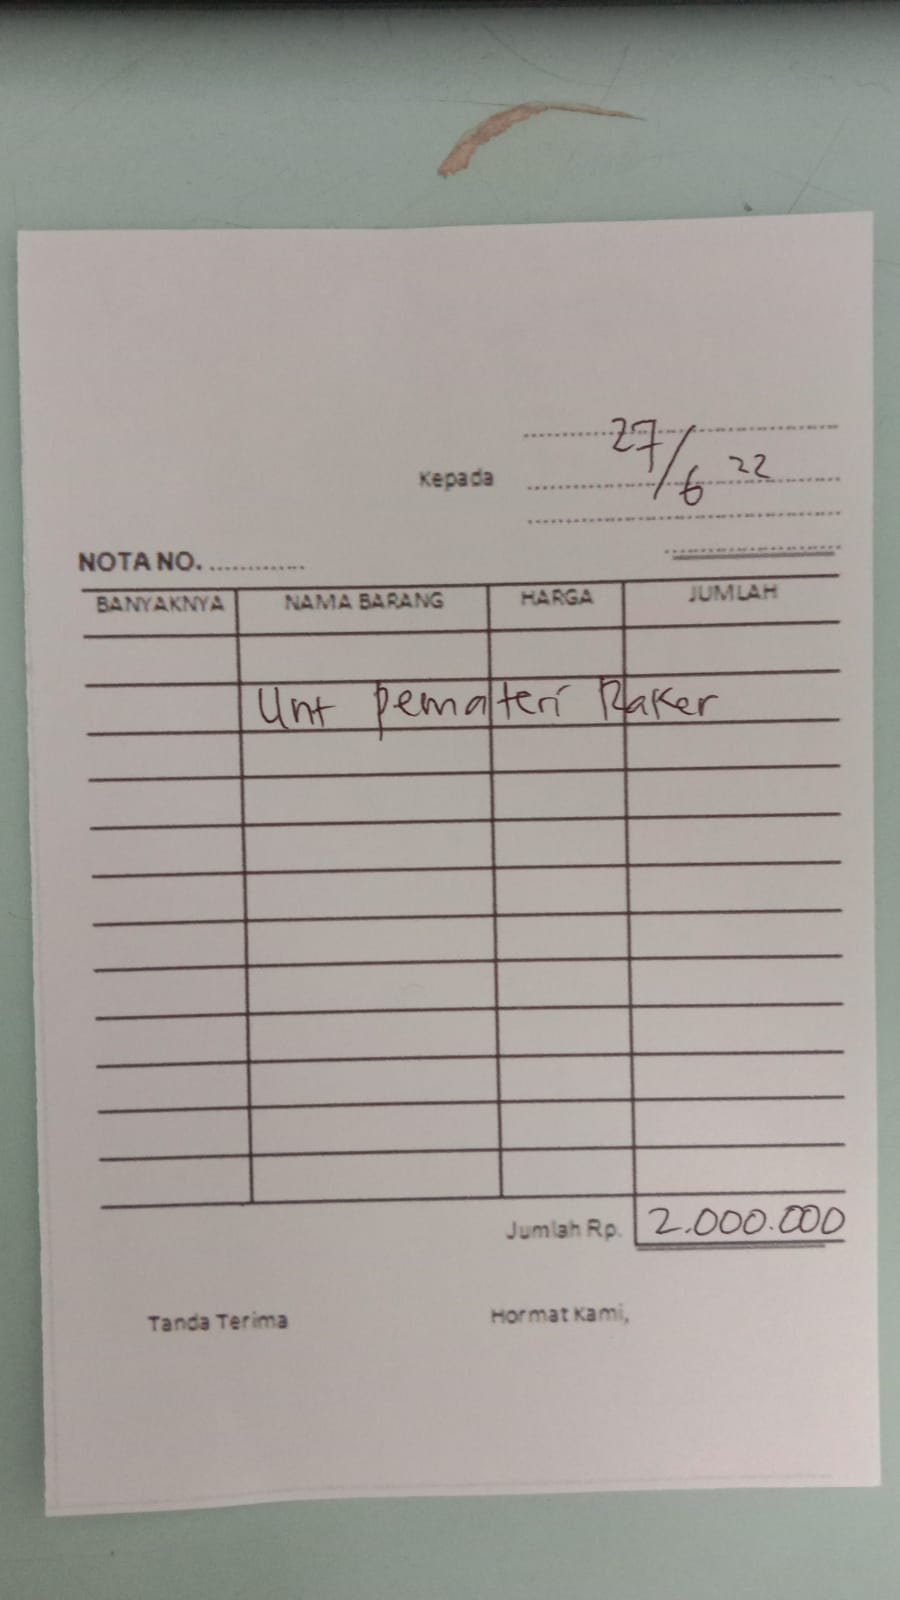 27/6 22
Kepada
NOTA NO. .............
BANYAKNYA NAMA BARANG HARGA JUMLAH
Unt Pemateri Raker
Jumlah Rp. 2.000.000
Tanda Terima Hormat Kami,